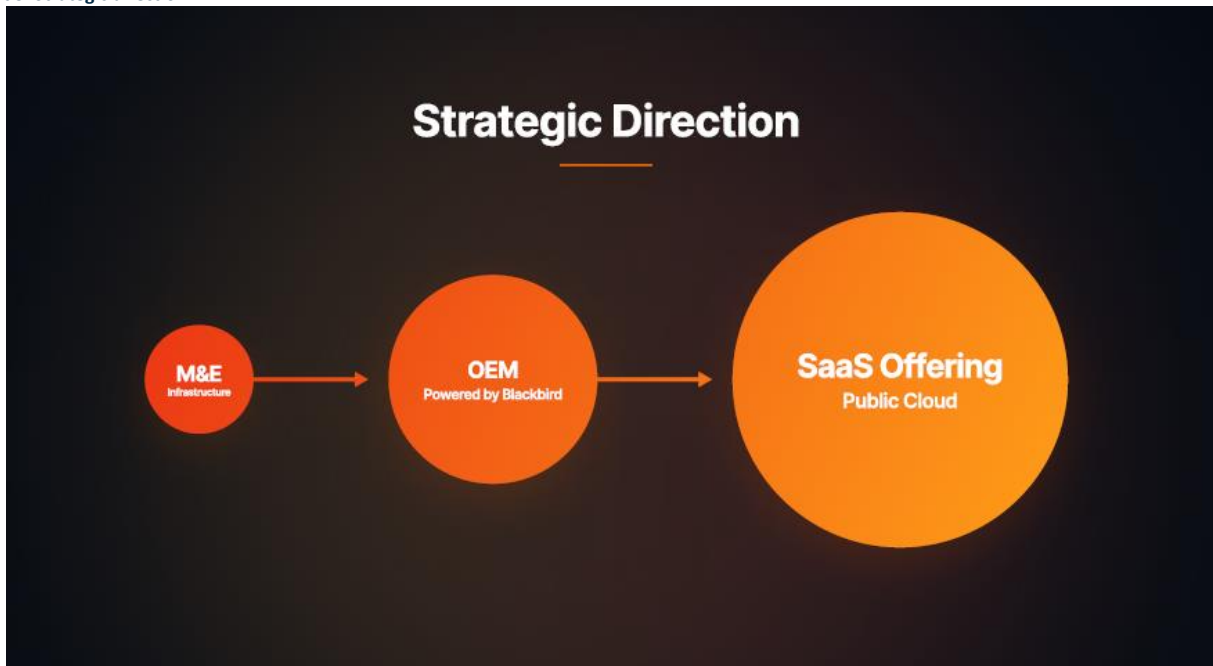 Strategic Direction
M&E
Infrastructure
OEM
Powered by Blackbird
SaaS Offering
Public Cloud